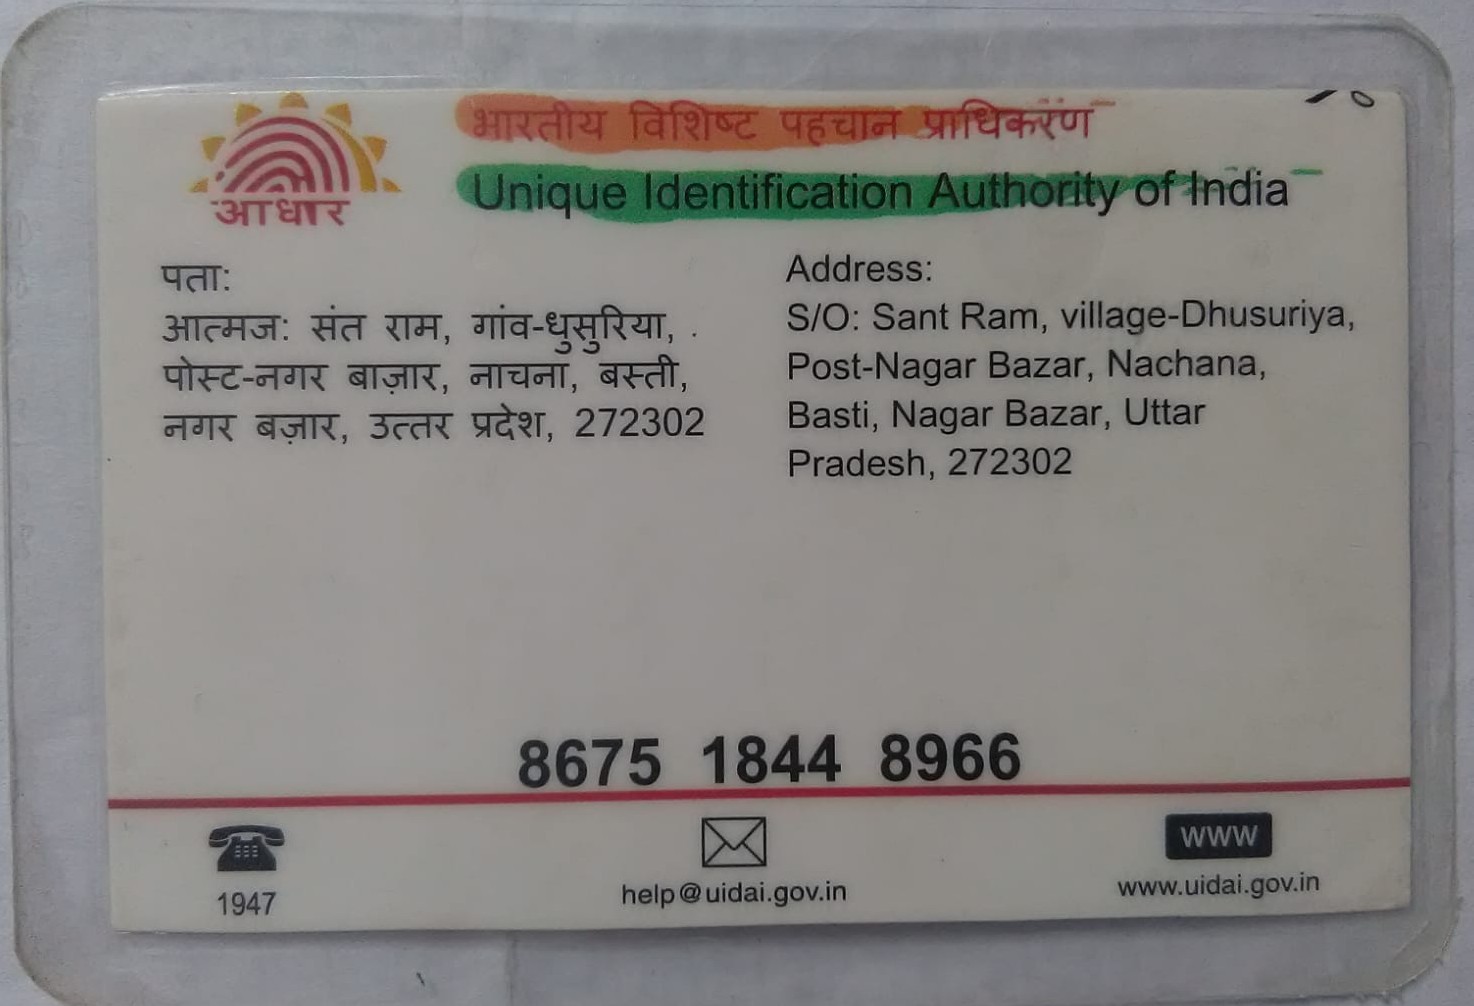 भारतीय विशिष्ट पहचान प्राधिकरण
Unique Identification Authority of India
आधार
पता:
आत्मज: संत राम, गांव-धुसुरिया,
पोस्ट-नगर बाज़ार, नाचना, बस्ती,
नगर बज़ार, उत्तर प्रदेश, 272302
Address:
S/O: Sant Ram, village-Dhusuriya,
Post-Nagar Bazar, Nachana,
Basti, Nagar Bazar, Uttar
Pradesh, 272302
8675 1844 8966
1947
help@uidai.gov.in
www
www.uidai.gov.in